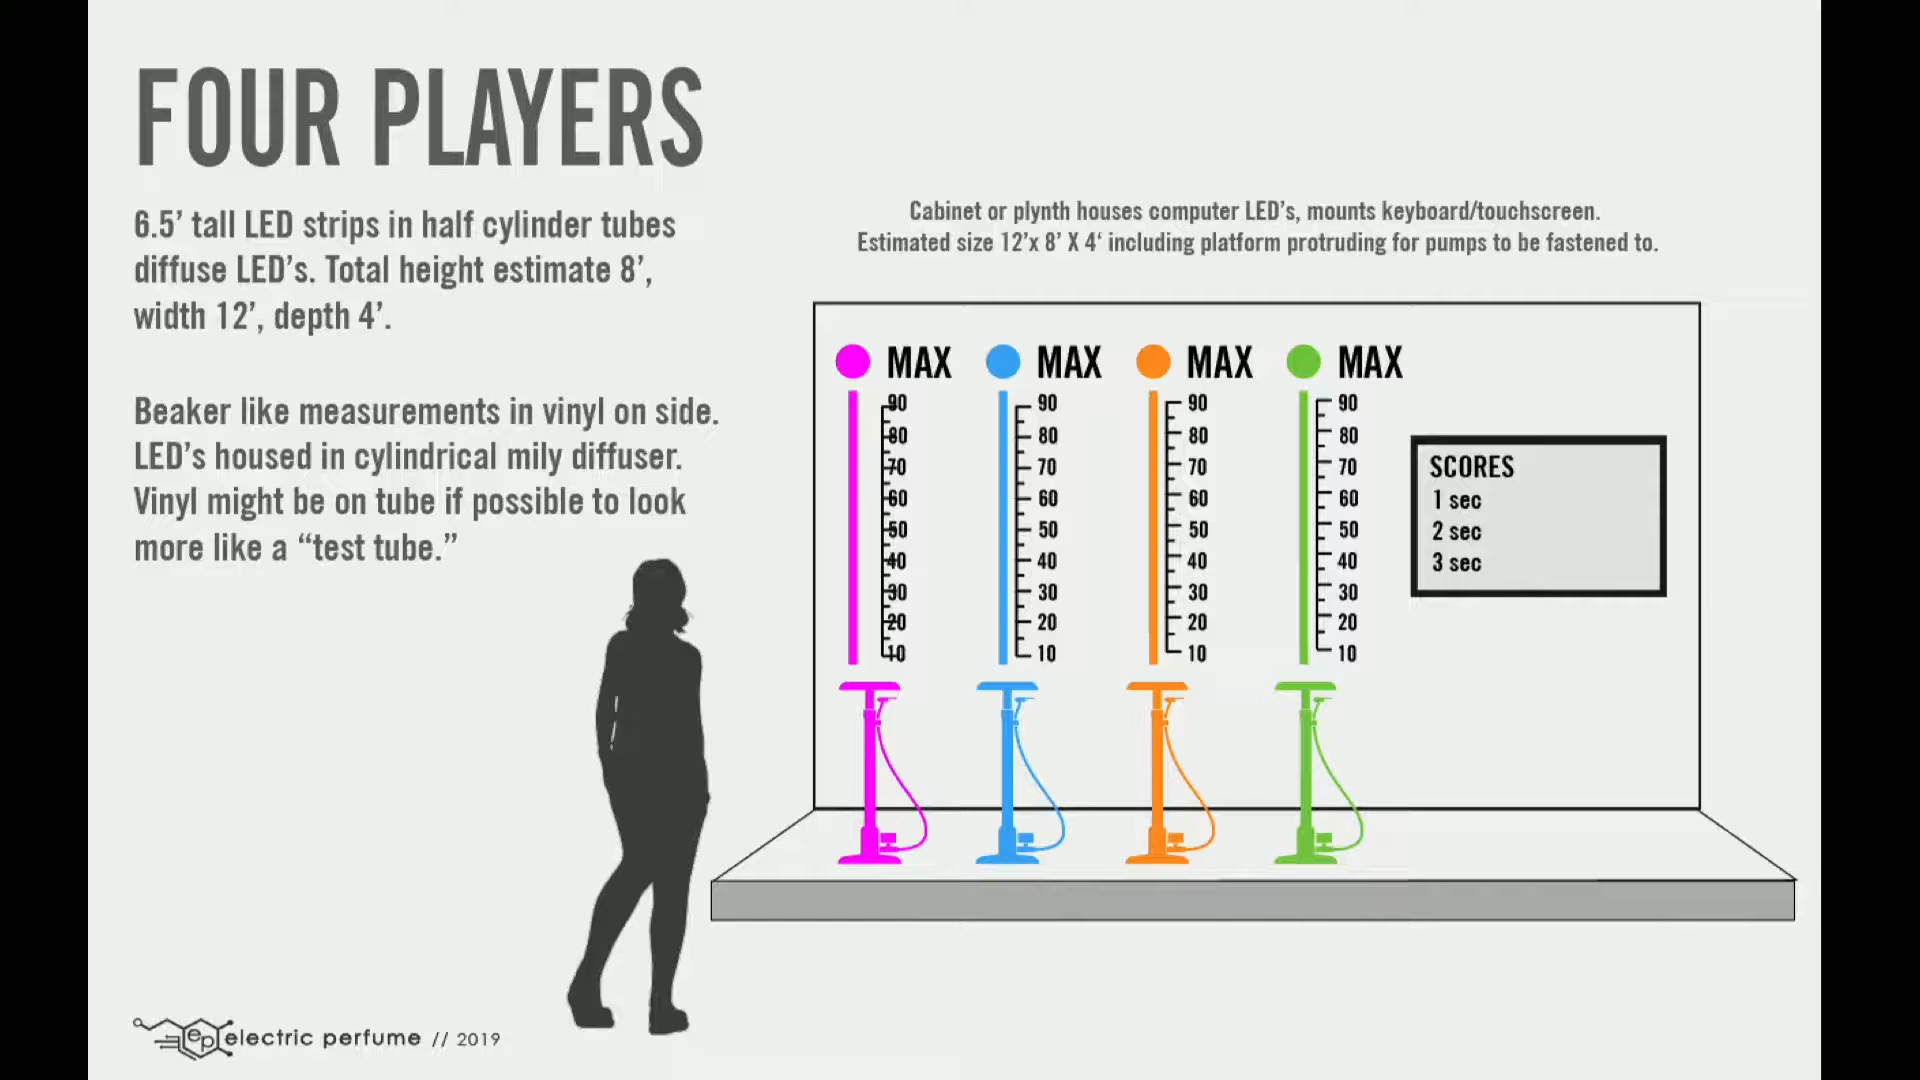 FOUR PLAYERS
6.5’ tall LED strips in half cylinder tubes
diffuse LED’s. Total height estimate 8’,
width 12’, depth 4’.
Beaker like measurements in vinyl on side.
LED’s housed in cylindrical mily diffuser.
Vinyl might be on tube if possible to look
more like a “test tube.”
Cabinet or plynth houses computer LED’s, mounts keyboard/touchscreen.
Estimated size 12’x 8’ X 4‘ including platform protruding for pumps to be fastened to.
MAX MAX MAX MAX
90 90 90 90
80 80 80 80
70 70 70 70
60 60 60 60
50 50 50 50
40 40 40 40
30 30 30 30
20 20 20 20
10 10 10 10
SCORES
1 sec
2 sec
3 sec
ep electric perfume // 2019